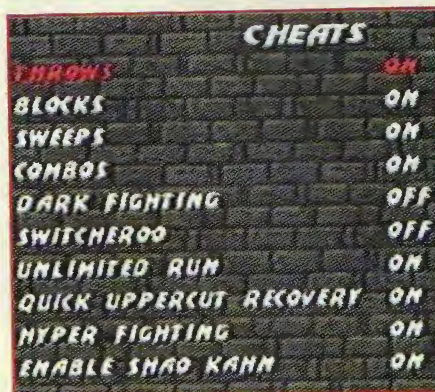 CHEATS
THROWS ON
BLOCKS ON
SWEEPS ON
COMBOS ON
DARK FIGHTING OFF
SWITCHEROO OFF
UNLIMITED RUN ON
QUICK UPPERCUT RECOVERY ON
HYPER FIGHTING ON
ENABLE SHAO KAHN ON